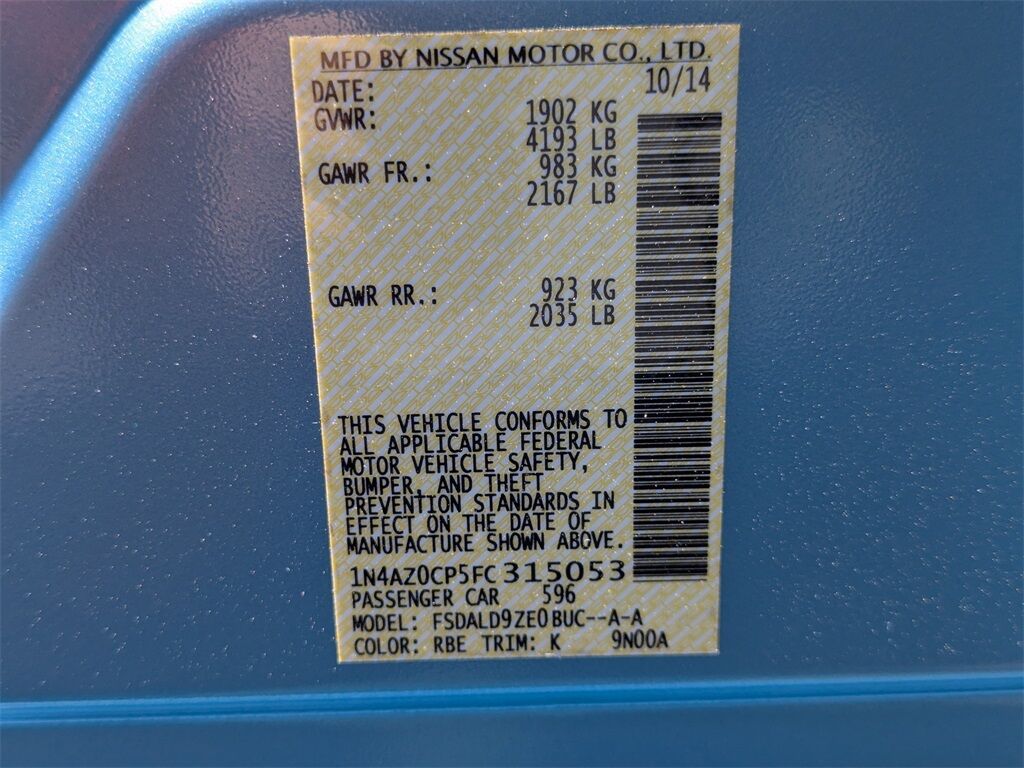 MFD BY NISSAN MOTOR CO., LTD.
DATE: 10/14
GVWR: 1902 KG
4193 LB
GAWR FR.: 983 KG
2167 LB
GAWR RR.: 923 KG
2035 LB
THIS VEHICLE CONFORMS TO
ALL APPLICABLE FEDERAL
MOTOR VEHICLE SAFETY,
BUMPER, AND THEFT
PREVENTION STANDARDS IN
EFFECT ON THE DATE OF
MANUFACTURE SHOWN ABOVE.
1N4AZ0CP5FC315053
PASSENGER CAR 596
MODEL: FSDALD9ZE0BUC--A-A
COLOR: RBE TRIM: K 9N00A